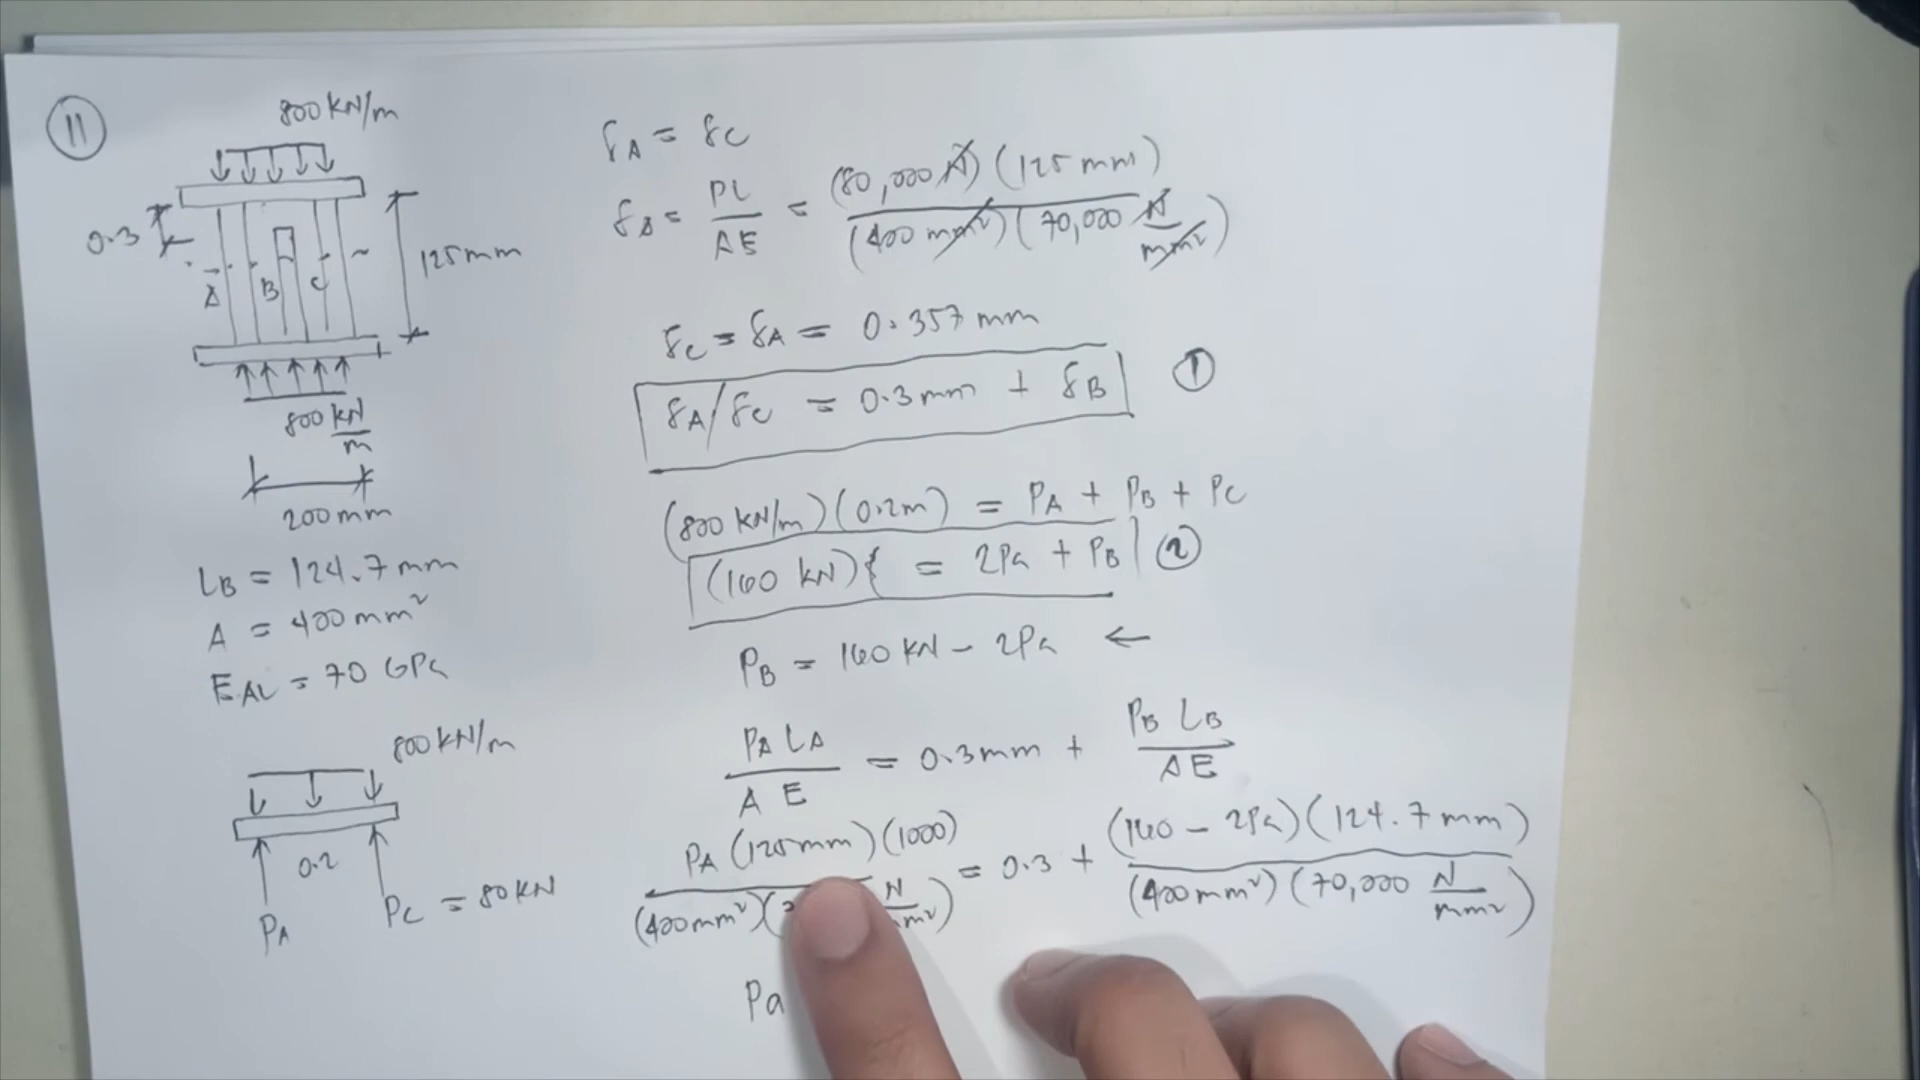 11
800 kN/m
0.3
A B C
125 mm
800 kN/m
200 mm
LB = 124.7 mm
A = 400 mm²
EAL = 70 GPa
800 kN/m
0.2
PA
PC = 80 KN
δA = δC
δA = PL/AE = (80,000 N)(125 mm)/(400 mm²)(70,000 N/mm²)
δC = δA = 0.357 mm
δA/δC = 0.3 mm + δB ①
(800 kN/m)(0.2m) = PA + PB + PC
(160 kN) = 2Pa + PB ②
PB = 160 KN - 2Pa ←
PA LA/A E = 0.3 mm + PB LB/AE
PA (125mm)(1000)/(400mm²)( N/mm²) = 0.3 + (160 - 2Pa)(124.7 mm)/(400 mm²)(70,000 N/mm²)
Pa